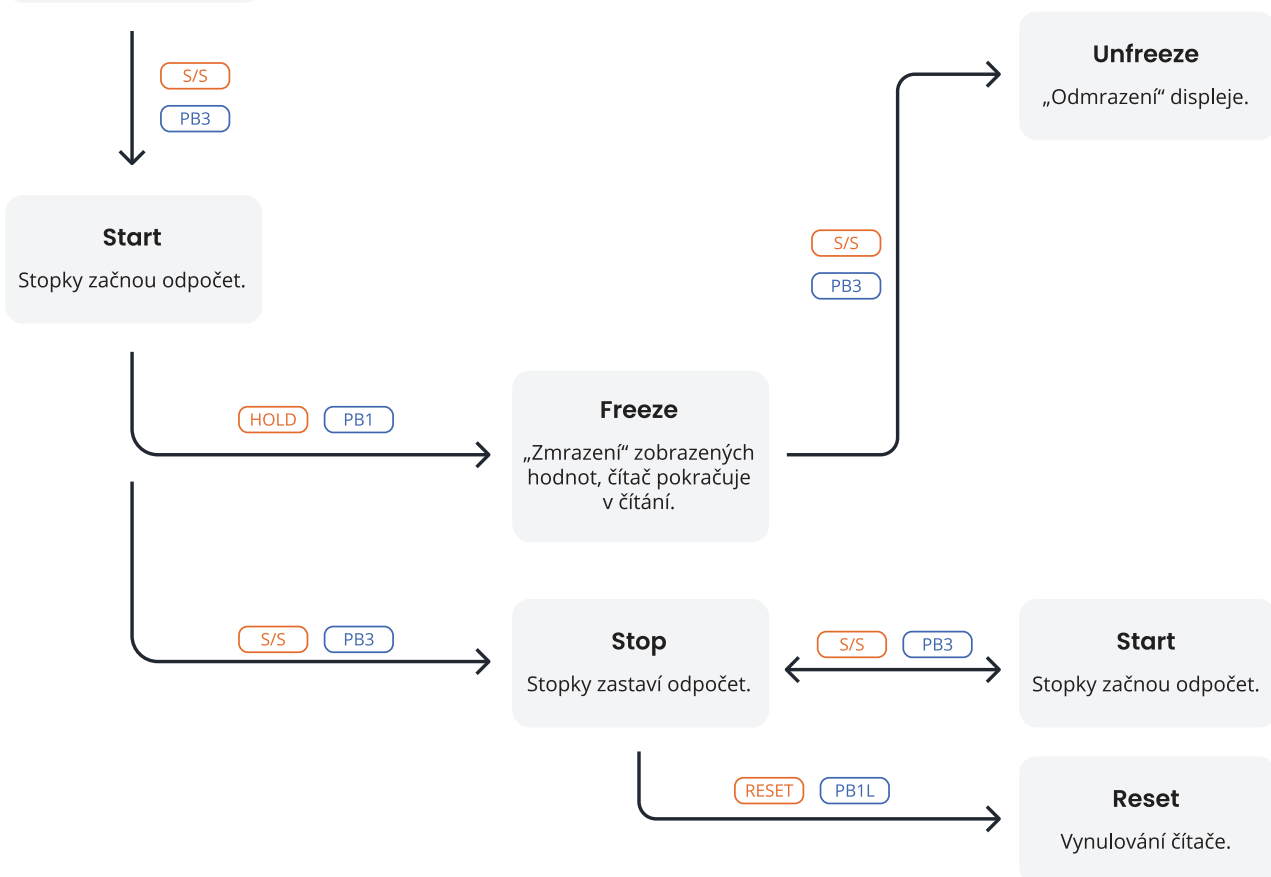 S/S
PB3
Unfreeze
„Odmrazení“ displeje.
Start
Stopky začnou odpočet.
S/S
PB3
HOLD PB1
Freeze
„Zmrazení“ zobrazených
hodnot, čítač pokračuje
v čítání.
S/S PB3
Stop
Stopky zastaví odpočet.
S/S PB3
Start
Stopky začnou odpočet.
RESET PB1L
Reset
Vynulování čítače.